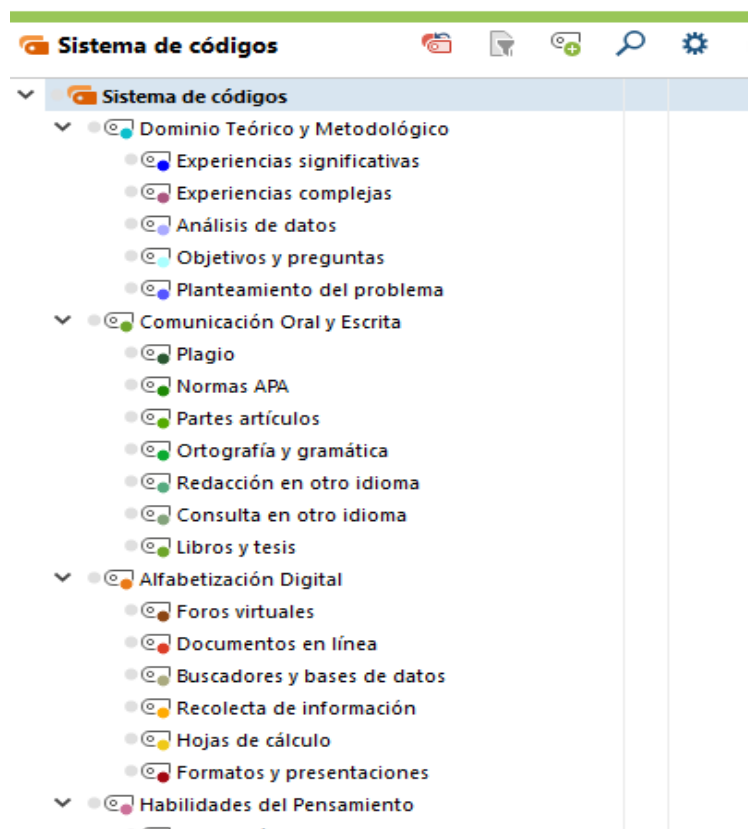 Sistema de códigos
Sistema de códigos
Dominio Teórico y Metodológico
Experiencias significativas
Experiencias complejas
Análisis de datos
Objetivos y preguntas
Planteamiento del problema
Comunicación Oral y Escrita
Plagio
Normas APA
Partes artículos
Ortografía y gramática
Redacción en otro idioma
Consulta en otro idioma
Libros y tesis
Alfabetización Digital
Foros virtuales
Documentos en línea
Buscadores y bases de datos
Recolecta de información
Hojas de cálculo
Formatos y presentaciones
Habilidades del Pensamiento